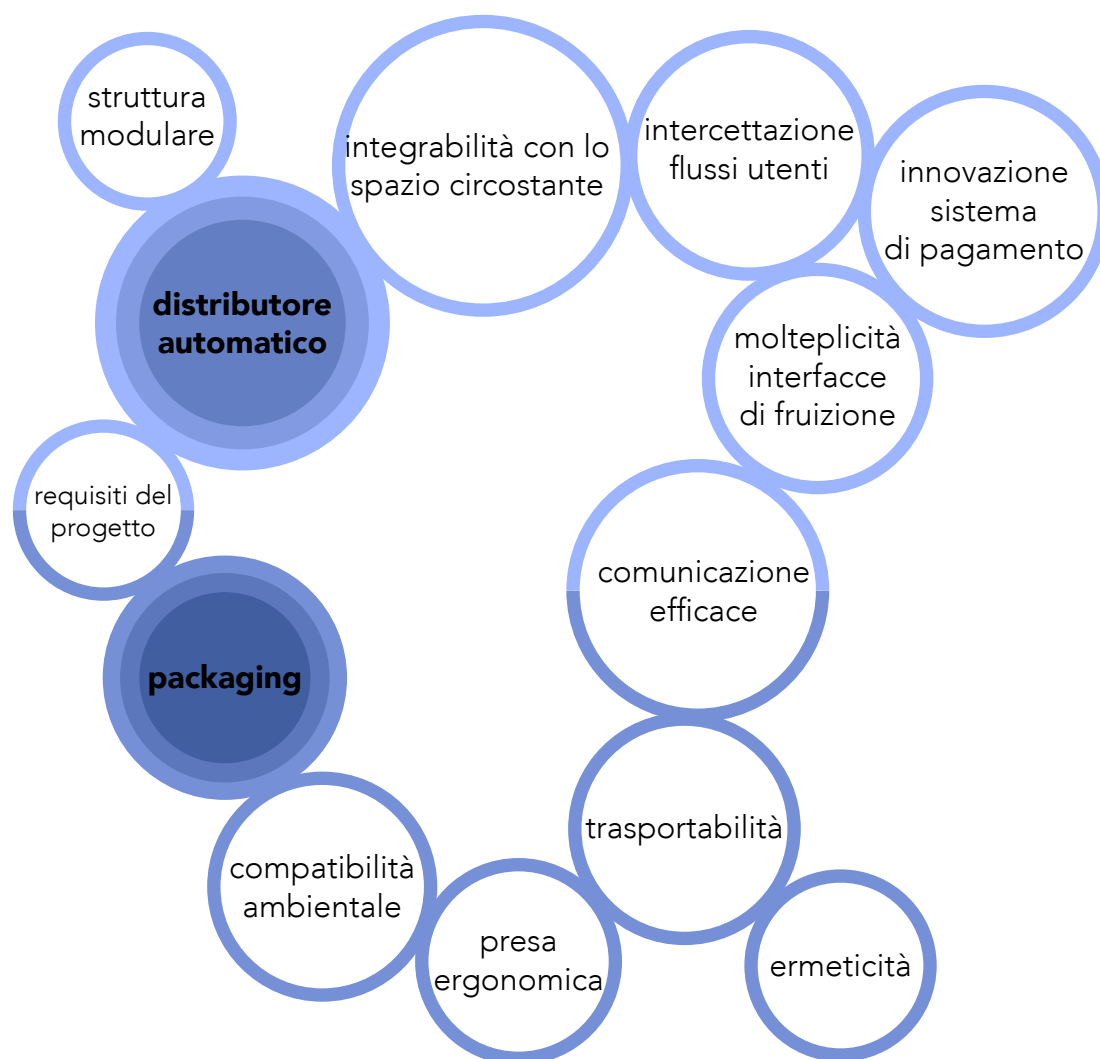 struttura
modulare
integrabilità con lo
spazio circostante
intercettazione
flussi utenti
innovazione
sistema
di pagamento
distributore
automatico
molteplicità
interfacce
di fruizione
requisiti del
progetto
comunicazione
efficace
packaging
trasportabilità
compatibilità
ambientale
presa
ergonomica
ermeticità